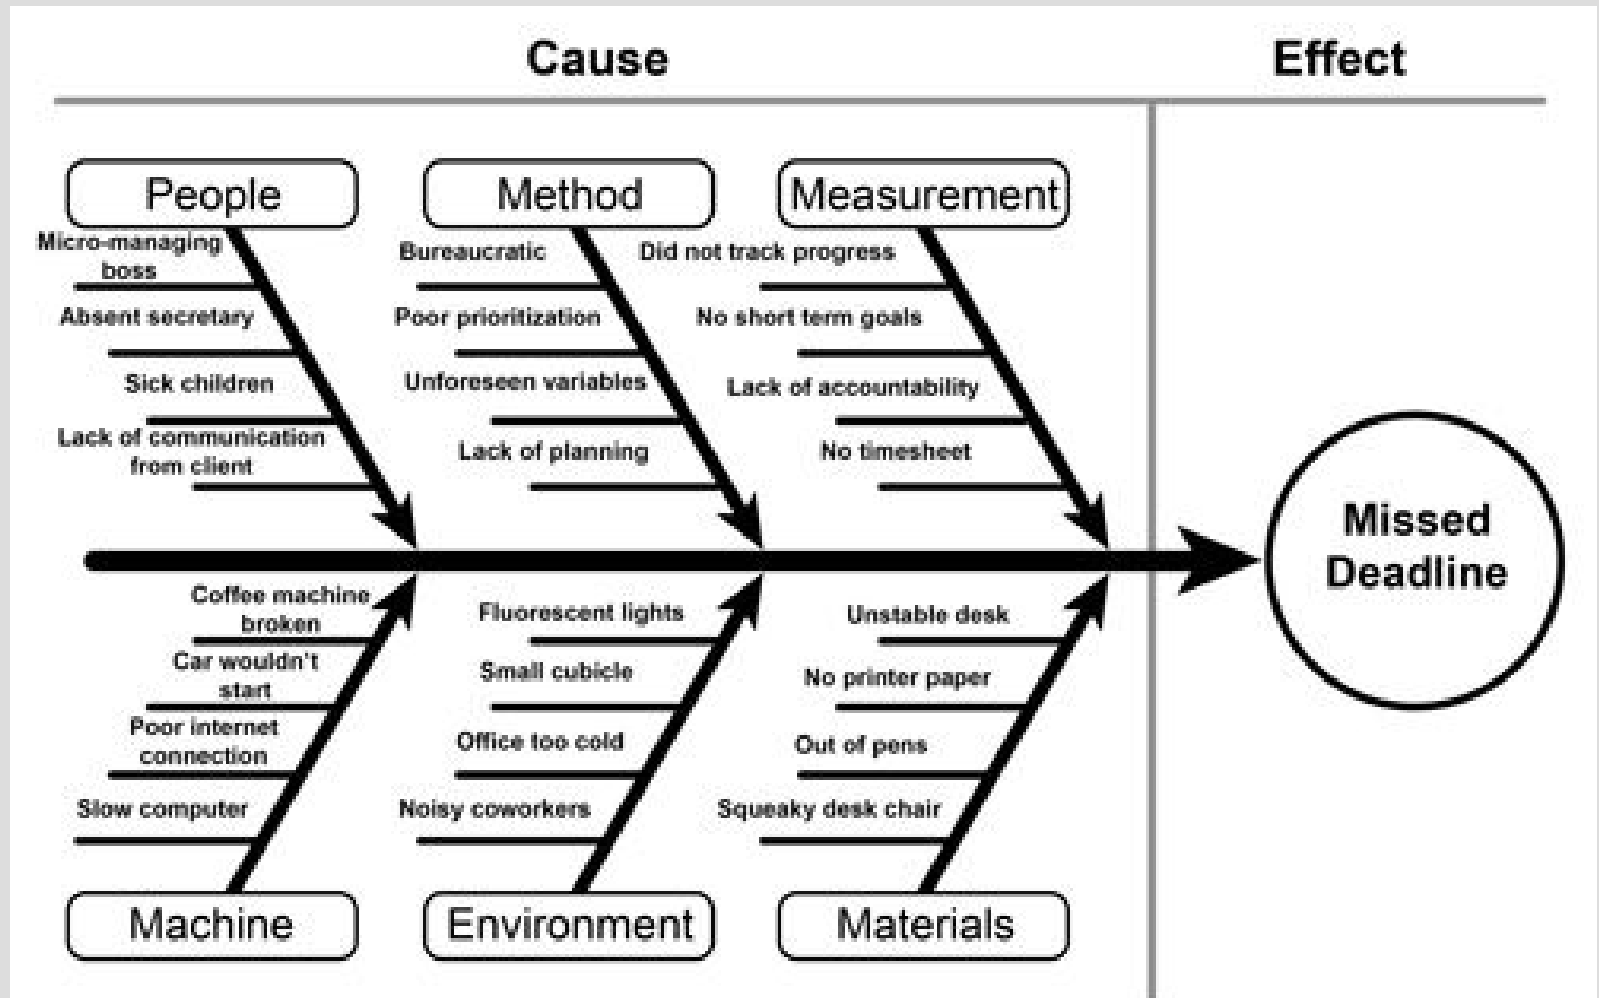 Cause
Effect
People
Micro-managing
boss
Absent secretary
Sick children
Lack of communication
from client
Method
Bureaucratic
Poor prioritization
Unforeseen variables
Lack of planning
Measurement
Did not track progress
No short term goals
Lack of accountability
No timesheet
Missed
Deadline
Coffee machine
broken
Car wouldn't
start
Poor internet
connection
Slow computer
Machine
Fluorescent lights
Small cubicle
Office too cold
Noisy coworkers
Environment
Unstable desk
No printer paper
Out of pens
Squeaky desk chair
Materials